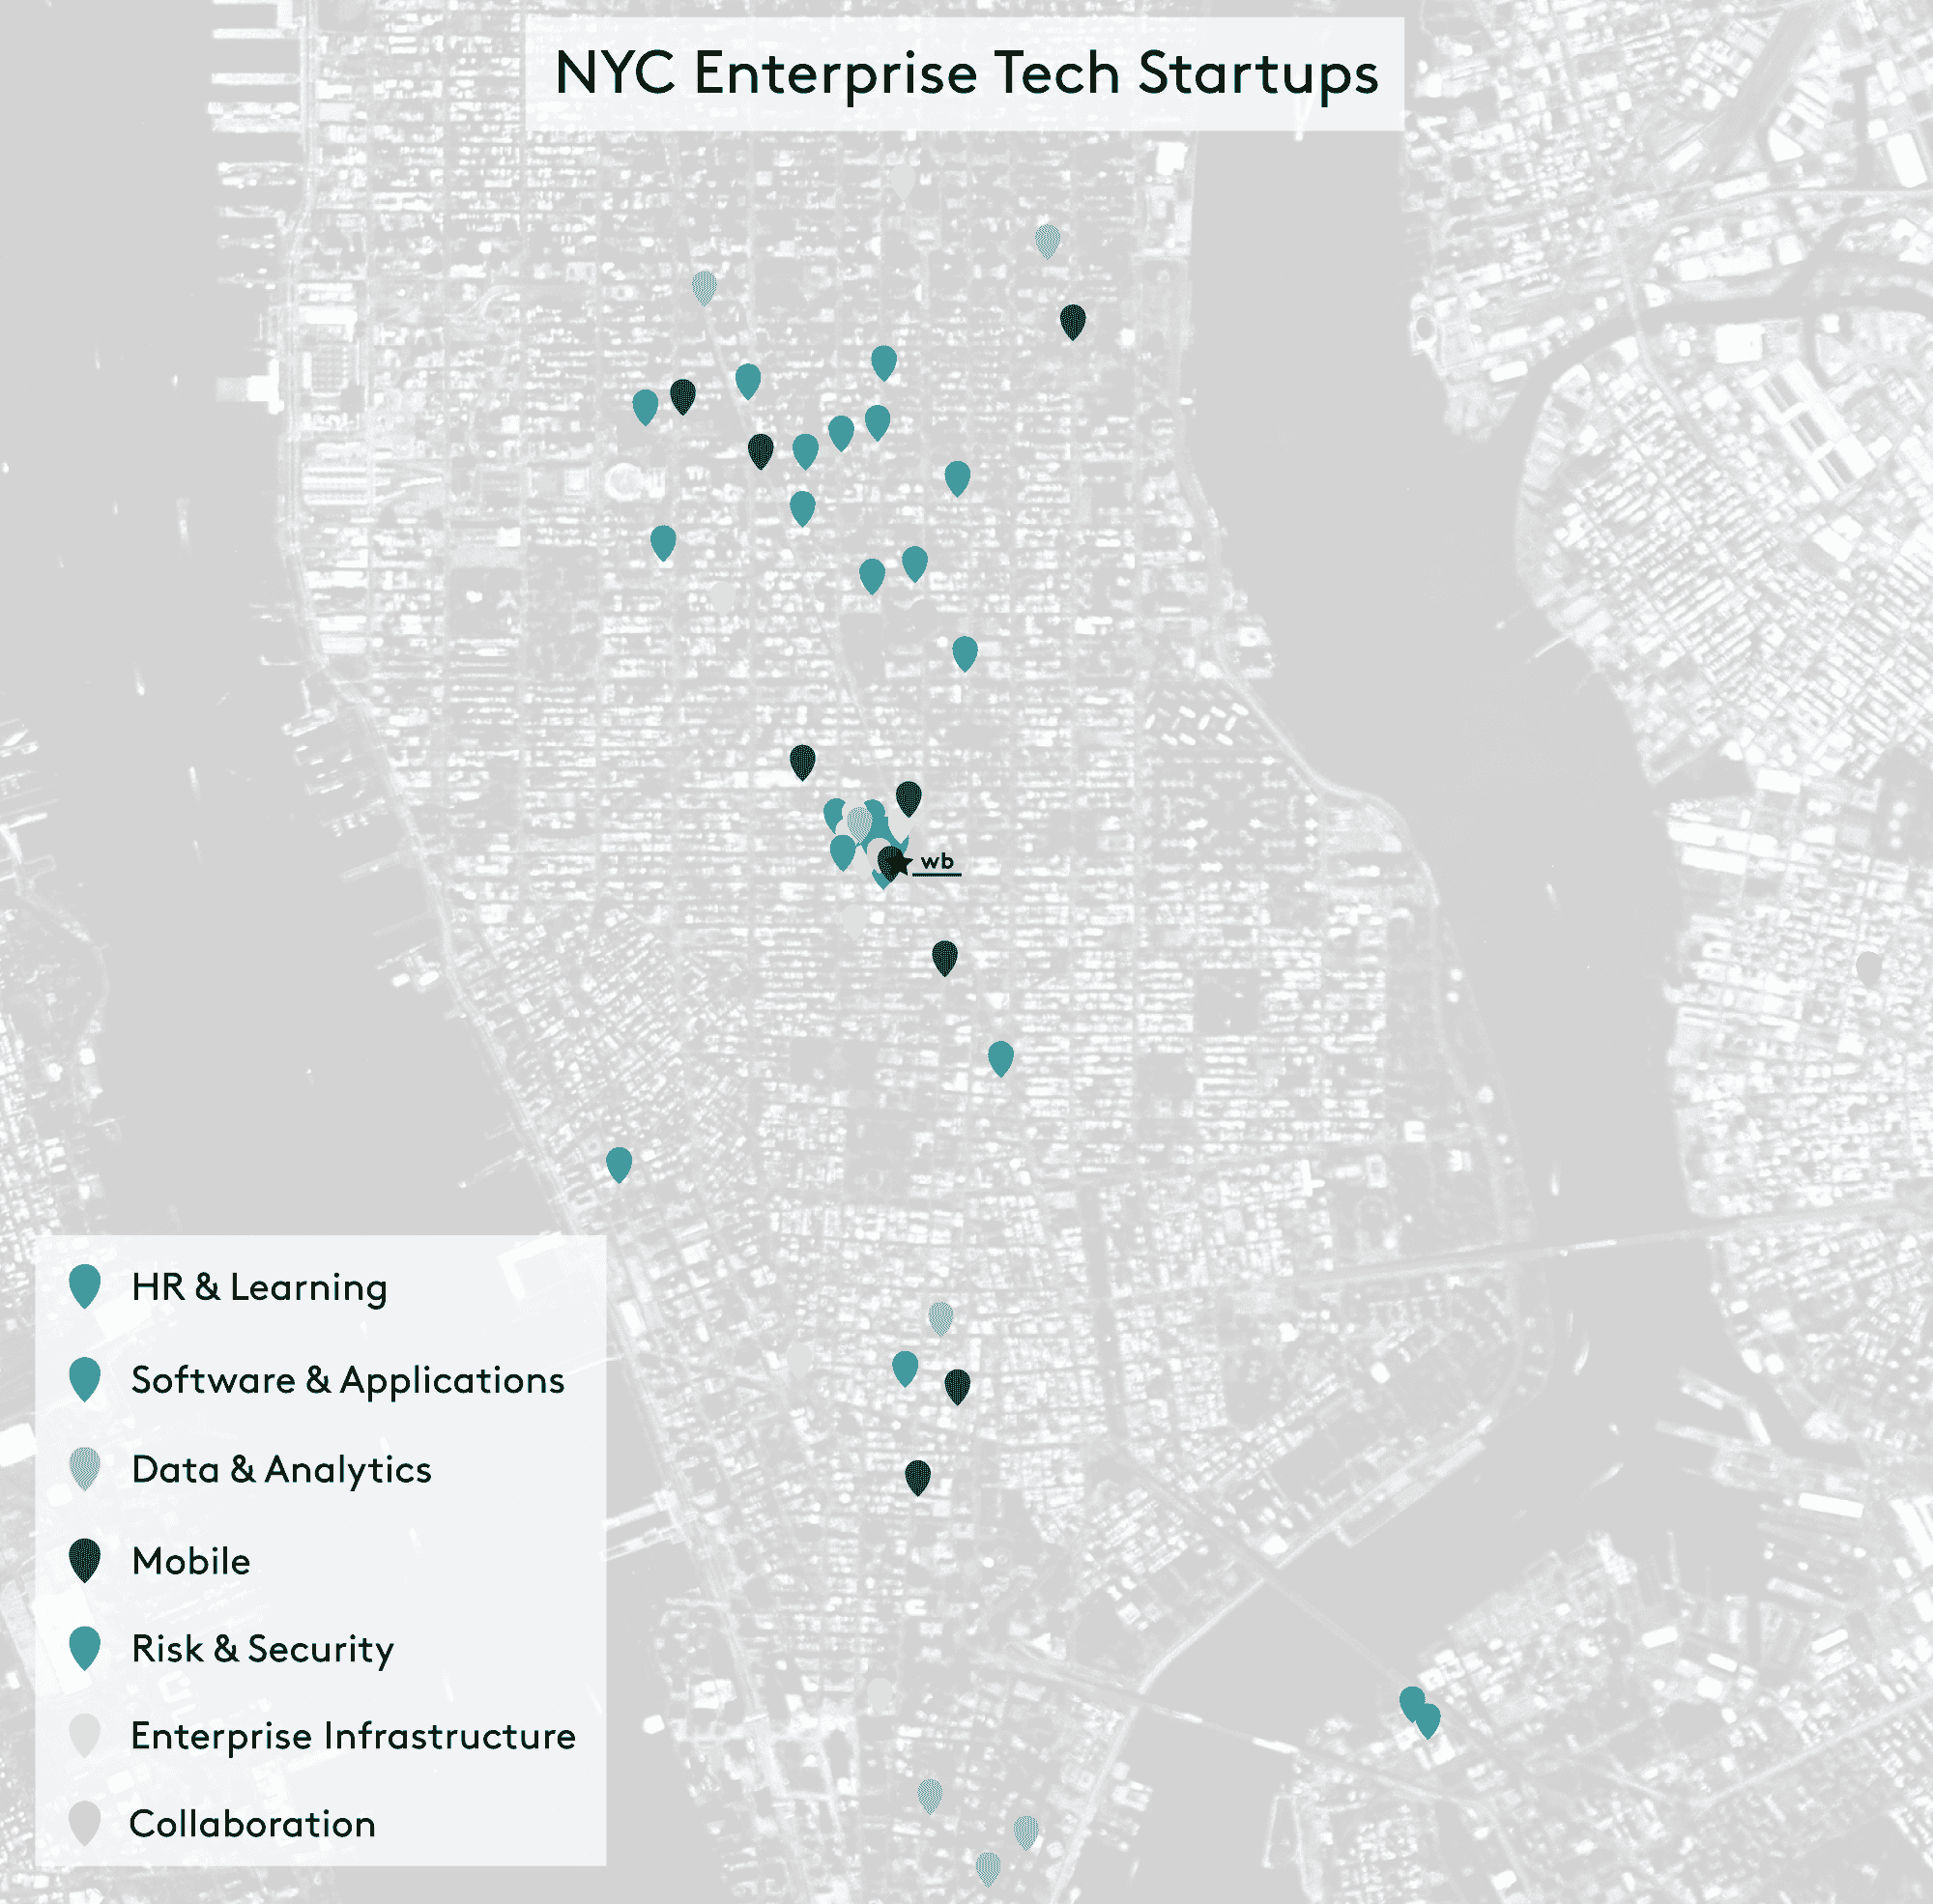 NYC Enterprise Tech Startups
wb
HR & Learning
Software & Applications
Data & Analytics
Mobile
Risk & Security
Enterprise Infrastructure
Collaboration